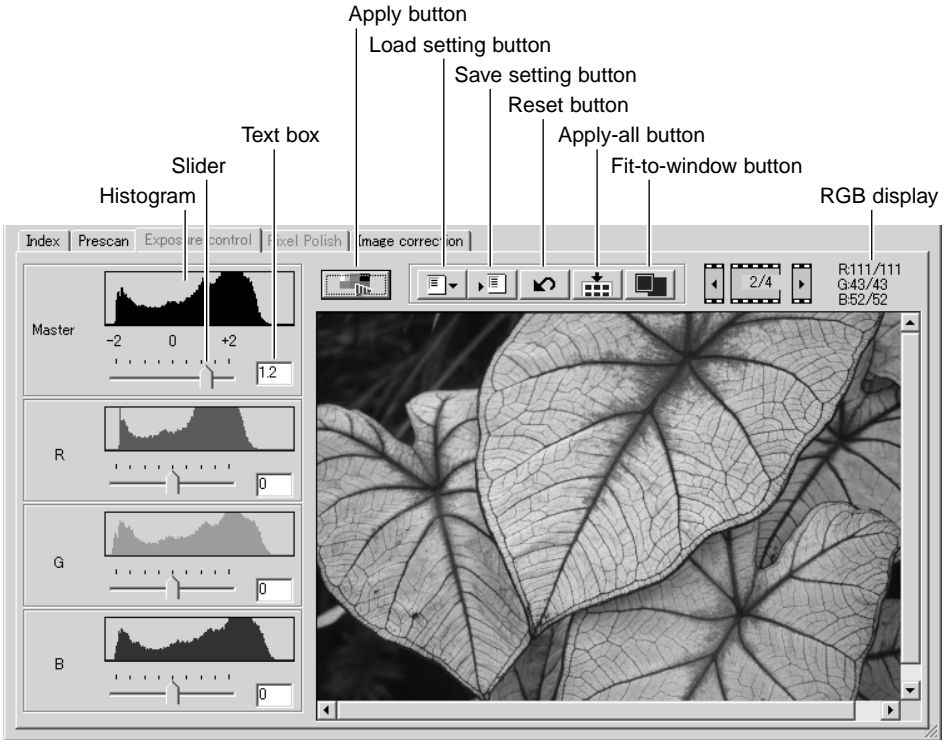 Apply button
Load setting button
Save setting button
Reset button
Text box
Apply-all button
Slider
Fit-to-window button
Histogram
RGB display
Index Prescan Exposure control Pixel Polish Image correction
2/4
R:111/111
G:43/43
B:52/52
Master
-2 0 +2
1.2
R
0
G
0
B
0